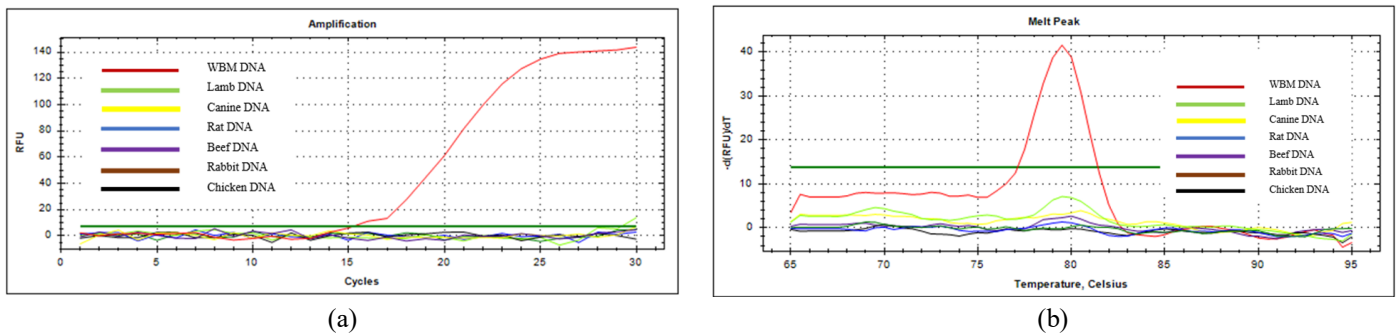 Amplification
140
120
100
80
60
40
20
0
RFU
WBM DNA
Lamb DNA
Canine DNA
Rat DNA
Beef DNA
Rabbit DNA
Chicken DNA
0 5 10 15 20 25 30
Cycles
(a)
Melt Peak
40
30
20
10
0
-d(RFU)/dT
WBM DNA
Lamb DNA
Canine DNA
Rat DNA
Beef DNA
Rabbit DNA
Chicken DNA
65 70 75 80 85 90 95
Temperature, Celsius
(b)